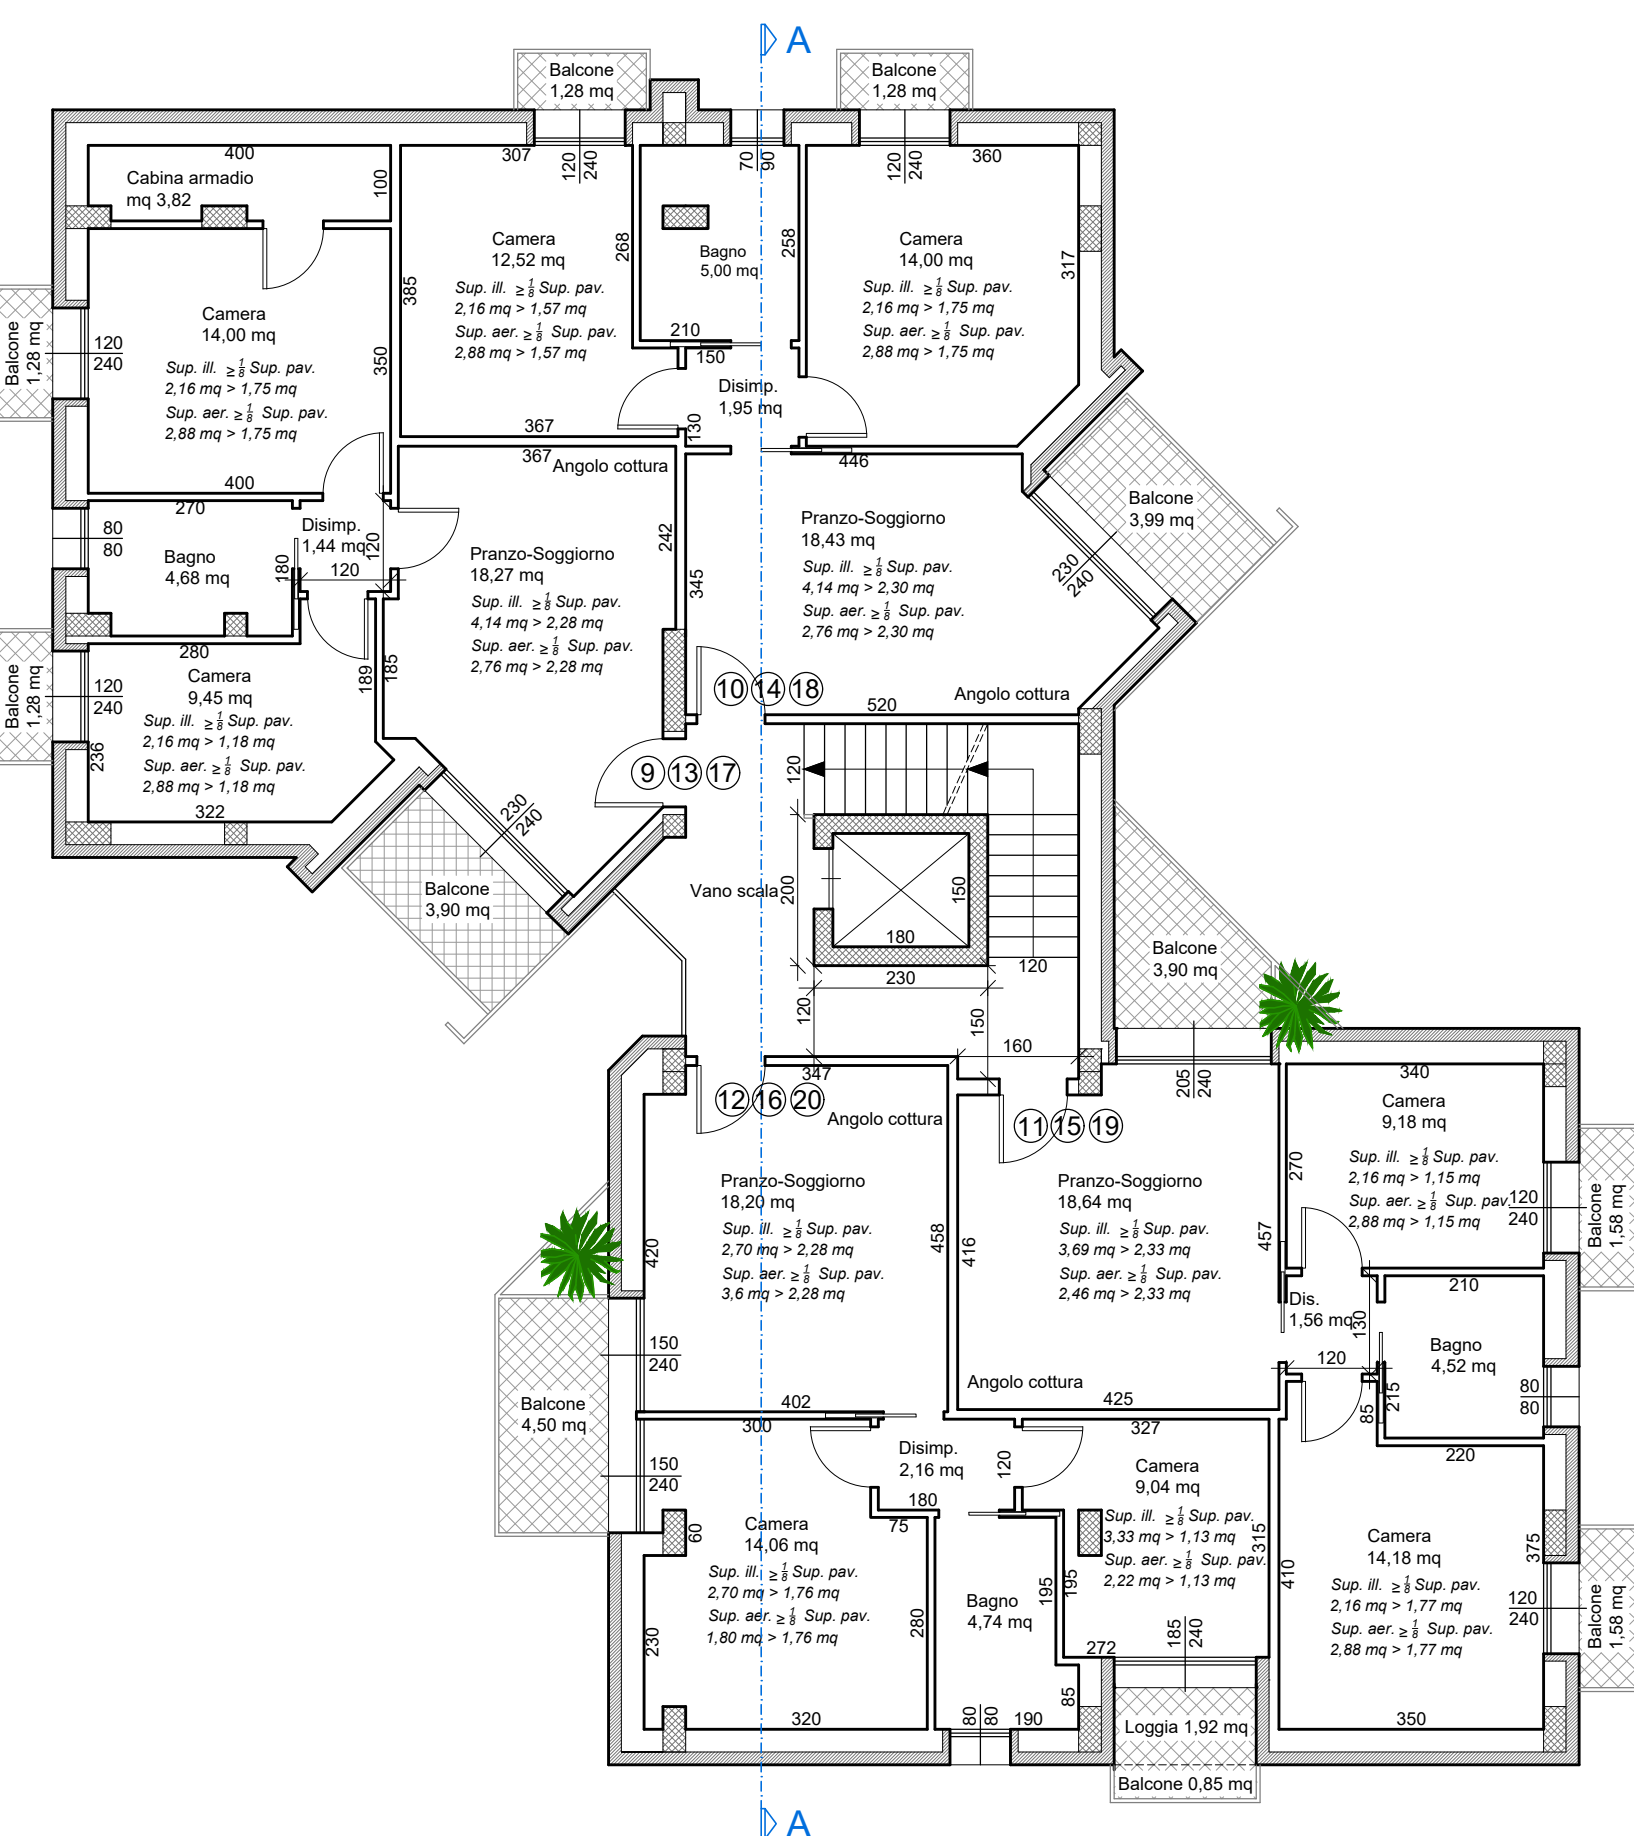 A
Balcone
1,28 mq
Balcone
1,28 mq
400
Cabina armadio
mq 3,82
100
307
120
240
70
90
120
240
360
Camera
12,52 mq
Sup. ill. ≥ 1/8 Sup. pav.
2,16 mq > 1,57 mq
Sup. aer. ≥ 1/8 Sup. pav.
2,88 mq > 1,57 mq
385
268
367
Bagno
5,00 mq
258
210
150
Camera
14,00 mq
Sup. ill. ≥ 1/8 Sup. pav.
2,16 mq > 1,75 mq
Sup. aer. ≥ 1/8 Sup. pav.
2,88 mq > 1,75 mq
317
Balcone
1,28 mq
120
240
Camera
14,00 mq
Sup. ill. ≥ 1/8 Sup. pav.
2,16 mq > 1,75 mq
Sup. aer. ≥ 1/8 Sup. pav.
2,88 mq > 1,75 mq
350
400
Disimp.
1,95 mq
130
446
367
Angolo cottura
270
80
80
Bagno
4,68 mq
180
Disimp.
1,44 mq
120
120
Pranzo-Soggiorno
18,27 mq
Sup. ill. ≥ 1/8 Sup. pav.
4,14 mq > 2,28 mq
Sup. aer. ≥ 1/8 Sup. pav.
2,76 mq > 2,28 mq
242
345
Pranzo-Soggiorno
18,43 mq
Sup. ill. ≥ 1/8 Sup. pav.
4,14 mq > 2,30 mq
Sup. aer. ≥ 1/8 Sup. pav.
2,76 mq > 2,30 mq
230
240
Balcone
3,99 mq
Angolo cottura
520
10 14 18
9 13 17
Balcone
1,28 mq
120
240
280
Camera
9,45 mq
Sup. ill. ≥ 1/8 Sup. pav.
2,16 mq > 1,18 mq
Sup. aer. ≥ 1/8 Sup. pav.
2,88 mq > 1,18 mq
236
189
185
322
230
240
Balcone
3,90 mq
Vano scala
120
200
150
180
230
120
120
150
160
Balcone
3,90 mq
347
12 16 20
Angolo cottura
11 15 19
205
240
340
Camera
9,18 mq
Sup. ill. ≥ 1/8 Sup. pav.
2,16 mq > 1,15 mq
Sup. aer. ≥ 1/8 Sup. pav.
2,88 mq > 1,15 mq
270
120
240
Balcone
1,58 mq
Pranzo-Soggiorno
18,20 mq
Sup. ill. ≥ 1/8 Sup. pav.
2,70 mq > 2,28 mq
Sup. aer. ≥ 1/8 Sup. pav.
3,6 mq > 2,28 mq
420
458
416
Pranzo-Soggiorno
18,64 mq
Sup. ill. ≥ 1/8 Sup. pav.
3,69 mq > 2,33 mq
Sup. aer. ≥ 1/8 Sup. pav.
2,46 mq > 2,33 mq
457
Dis.
1,56 mq
130
120
210
Bagno
4,52 mq
80
80
215
85
220
150
240
402
Angolo cottura
425
Balcone
4,50 mq
150
240
300
Disimp.
2,16 mq
120
180
75
327
Camera
9,04 mq
Sup. ill. ≥ 1/8 Sup. pav.
3,33 mq > 1,13 mq
Sup. aer. ≥ 1/8 Sup. pav.
2,22 mq > 1,13 mq
315
410
Camera
14,18 mq
Sup. ill. ≥ 1/8 Sup. pav.
2,16 mq > 1,77 mq
Sup. aer. ≥ 1/8 Sup. pav.
2,88 mq > 1,77 mq
375
120
240
Balcone
1,58 mq
60
Camera
14,06 mq
Sup. ill. ≥ 1/8 Sup. pav.
2,70 mq > 1,76 mq
Sup. aer. ≥ 1/8 Sup. pav.
1,80 mq > 1,76 mq
230
280
320
Bagno
4,74 mq
195
195
85
80
80
190
272
185
240
Loggia 1,92 mq
Balcone 0,85 mq
350
A